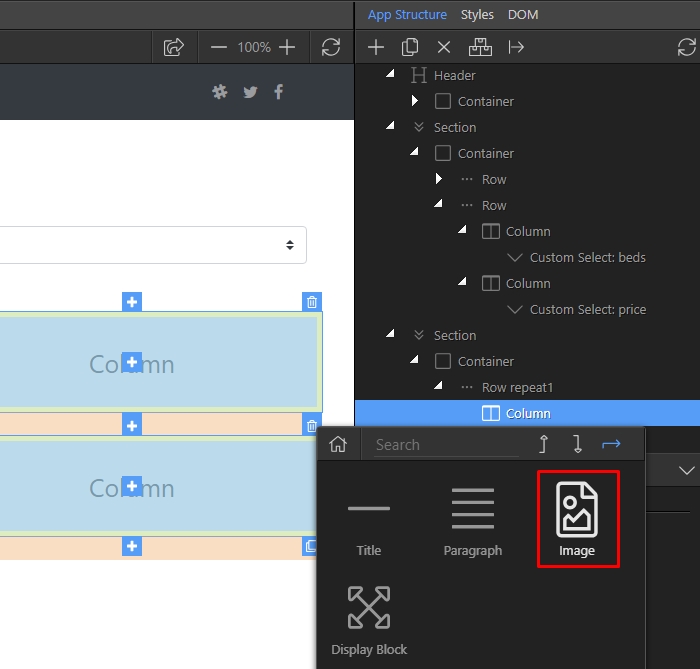 App Structure Styles DOM
100%
Header
Container
Section
Container
Row
Row
Column
Custom Select: beds
Column
Custom Select: price
Section
Container
Row repeat1
Column
Column
Column
Search
Title
Paragraph
Image
Display Block